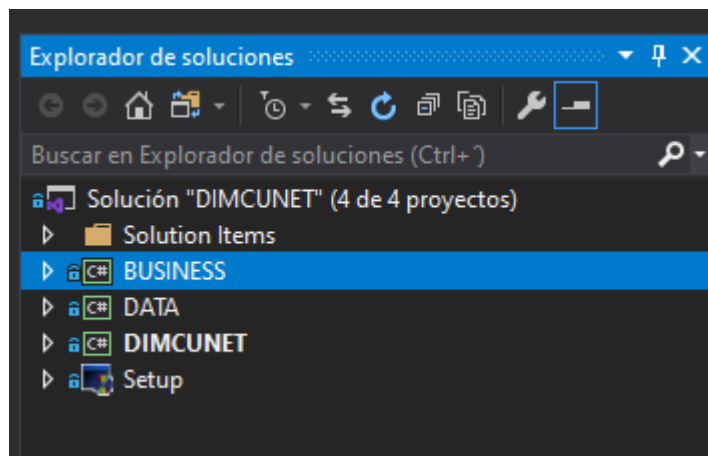 Explorador de soluciones
Buscar en Explorador de soluciones (Ctrl+´)
Solución "DIMCUNET" (4 de 4 proyectos)
Solution Items
C# BUSINESS
C# DATA
C# DIMCUNET
Setup